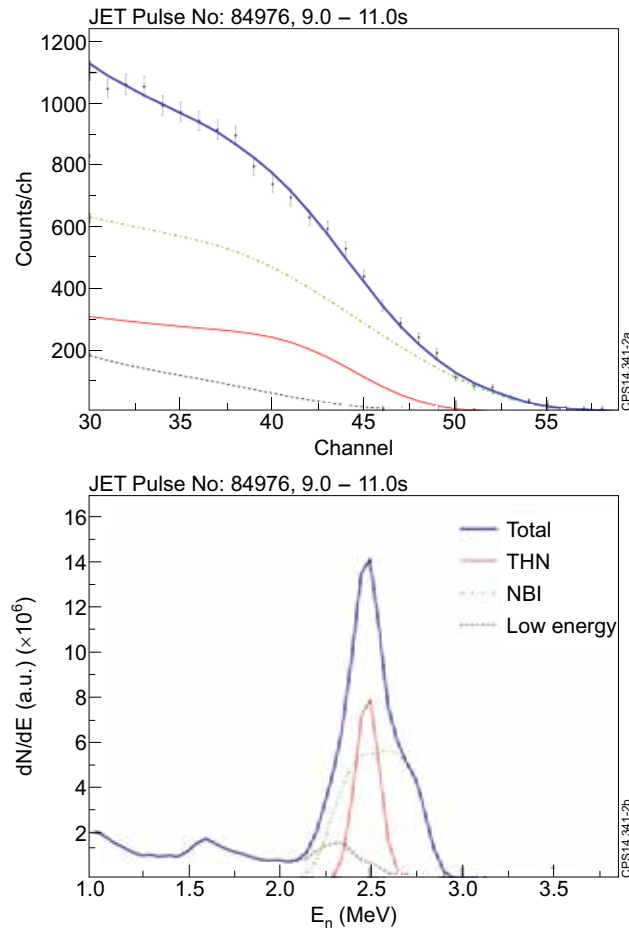 JET Pulse No: 84976, 9.0 – 11.0s
1200
1000
800
600
400
200
Counts/ch
30 35 40 45 50 55
Channel
CPS14.341-2a
JET Pulse No: 84976, 9.0 – 11.0s
16
14
12
10
8
6
4
2
dN/dE (a.u.) (×10⁶)
Total
THN
NBI
Low energy
1.0 1.5 2.0 2.5 3.0 3.5
Eₙ (MeV)
CPS14.341-2b